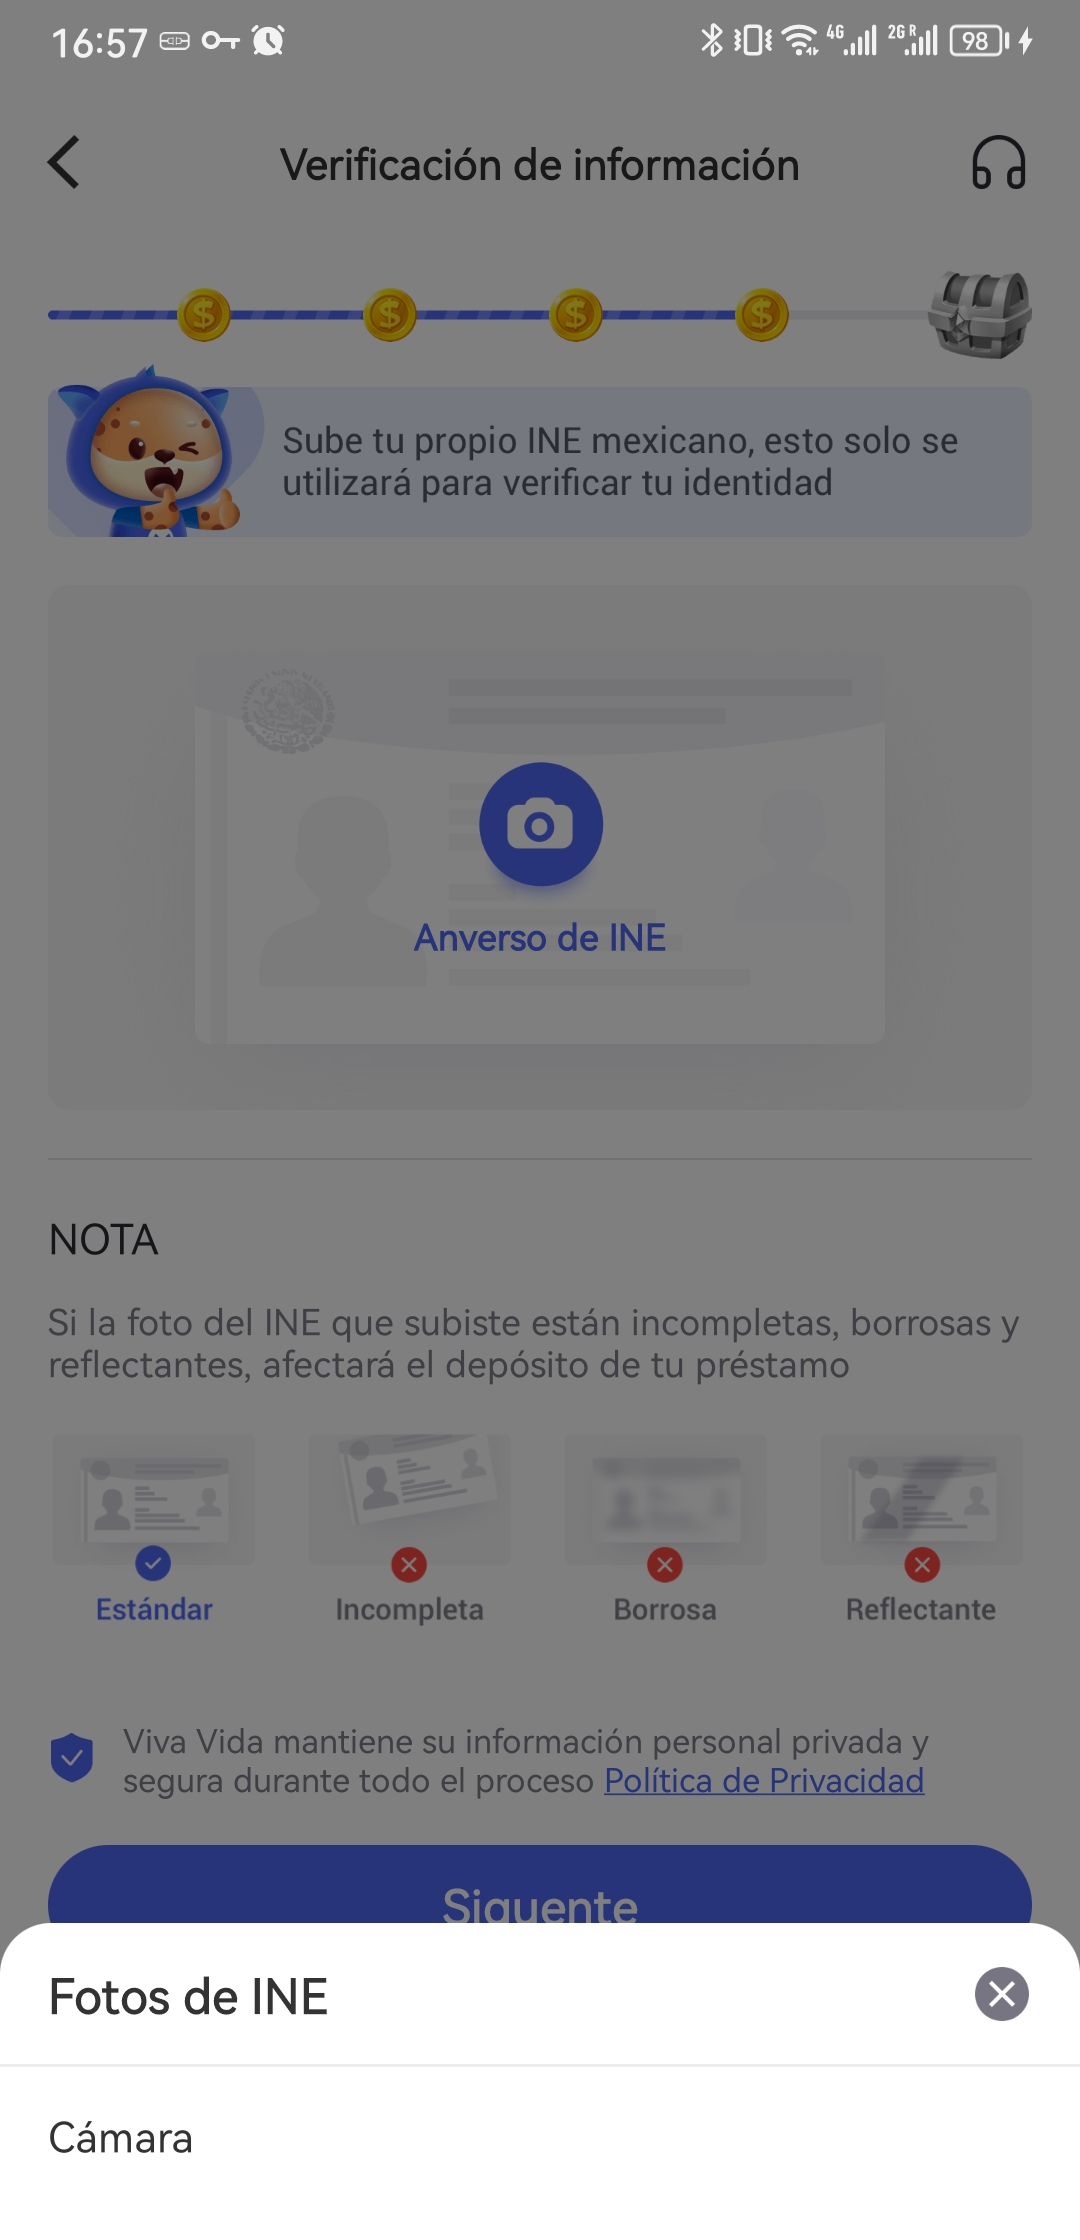 16:57
4G
2G R
98
Verificación de información
Sube tu propio INE mexicano, esto solo se
utilizará para verificar tu identidad
Anverso de INE
NOTA
Si la foto del INE que subiste están incompletas, borrosas y
reflectantes, afectará el depósito de tu préstamo
Estándar
Incompleta
Borrosa
Reflectante
Viva Vida mantiene su información personal privada y
segura durante todo el proceso Política de Privacidad
Siguente
Fotos de INE
Cámara